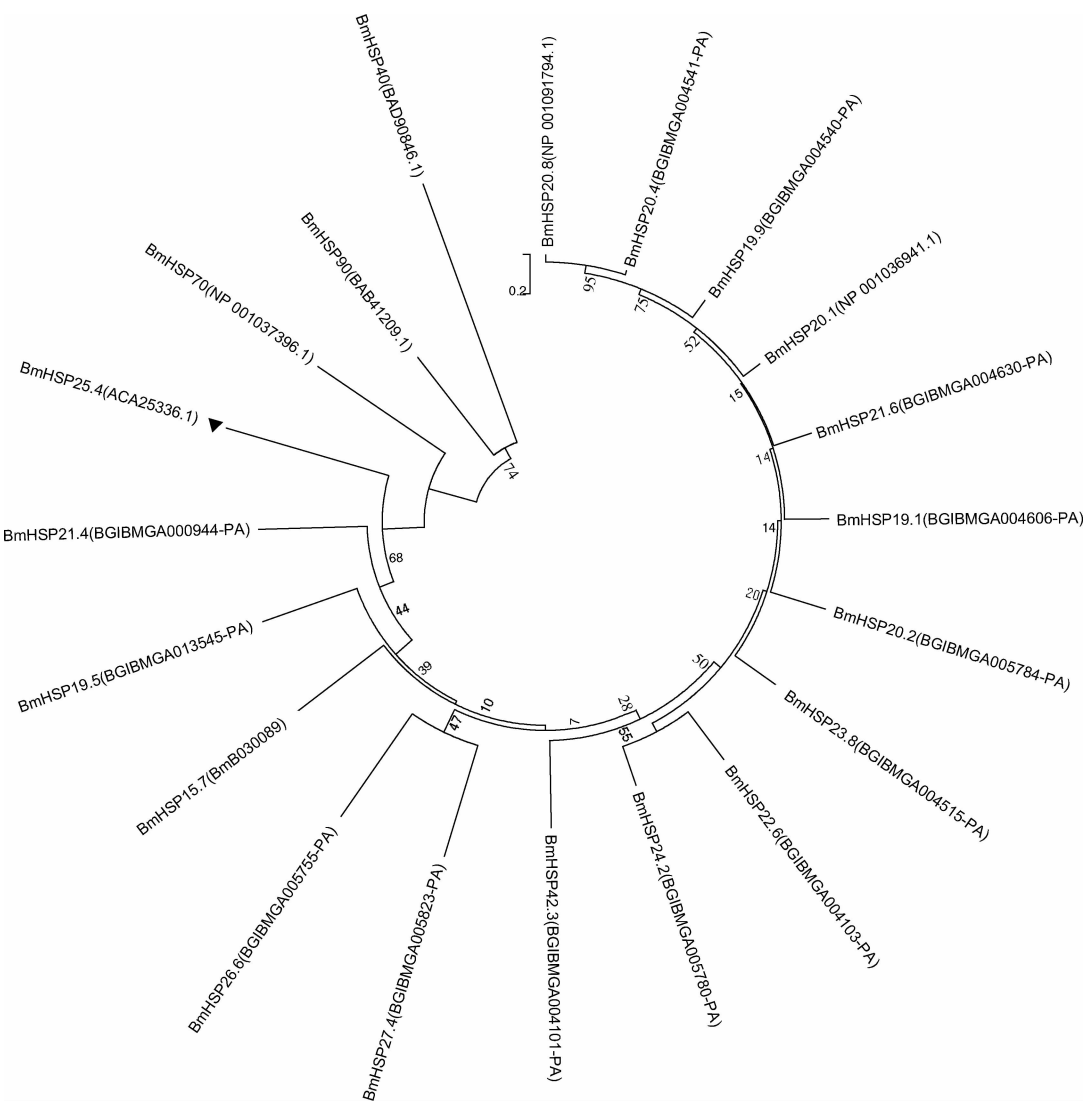 BmHSP40(BAD90846.1)
BmHSP20.8(NP 001091794.1)
BmHSP20.4(BGIBMGA004541-PA)
BmHSP19.9(BGIBMGA004540-PA)
BmHSP20.1(NP 001036941.1)
BmHSP21.6(BGIBMGA004630-PA)
BmHSP19.1(BGIBMGA004606-PA)
BmHSP20.2(BGIBMGA005784-PA)
BmHSP23.8(BGIBMGA004515-PA)
BmHSP22.6(BGIBMGA004103-PA)
BmHSP24.2(BGIBMGA005780-PA)
BmHSP42.3(BGIBMGA004101-PA)
BmHSP27.4(BGIBMGA005823-PA)
BmHSP26.6(BGIBMGA005755-PA)
BmHSP15.7(BmB030089)
BmHSP19.5(BGIBMGA013545-PA)
BmHSP21.4(BGIBMGA000944-PA)
BmHSP25.4(ACA25336.1)
BmHSP70(NP 001037396.1)
BmHSP90(BAB41209.1)
0.2
95
75
52
15
14
14
20
50
28
55
7
10
47
39
44
68
74